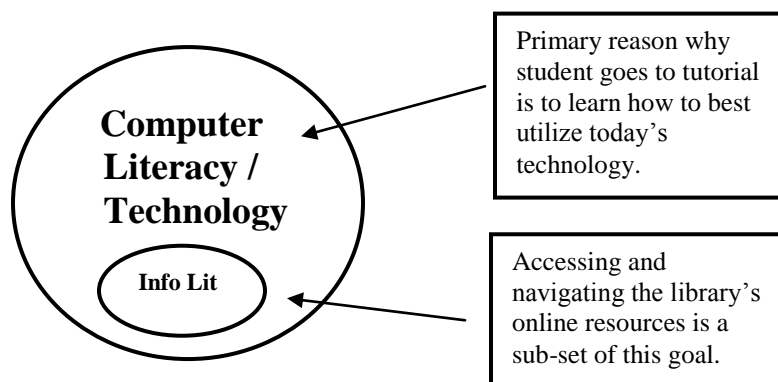 Computer
Literacy /
Technology
Info Lit
Primary reason why
student goes to tutorial
is to learn how to best
utilize today's
technology.
Accessing and
navigating the library's
online resources is a
sub-set of this goal.